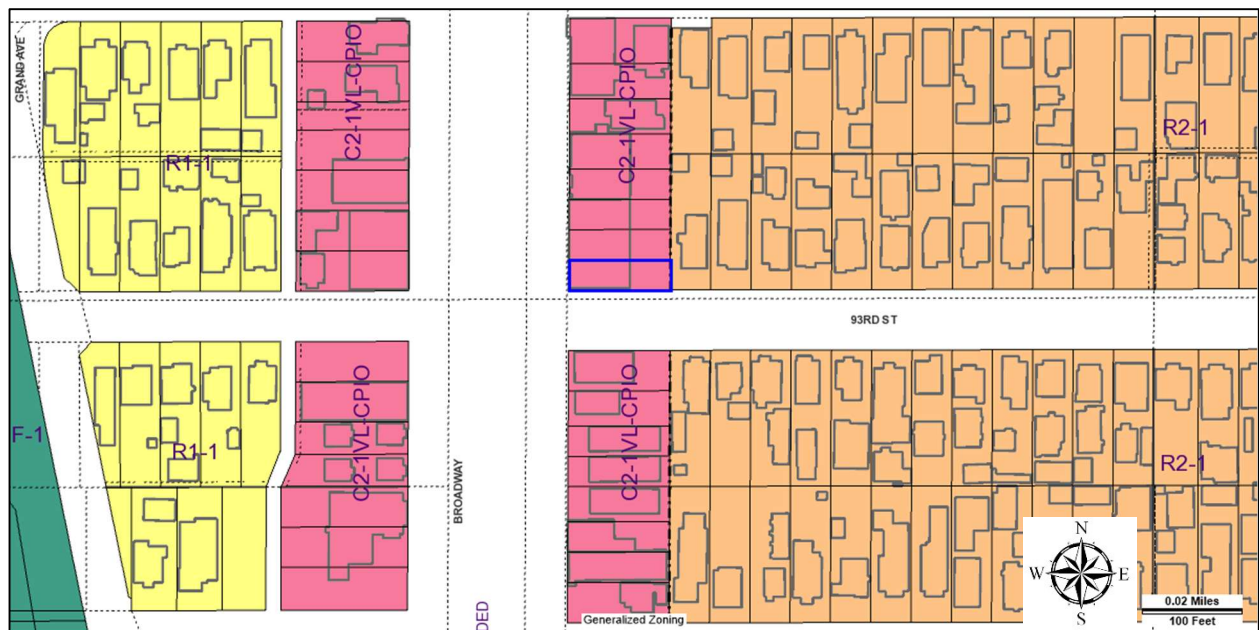 GRAND AVE
C2-1VL-CPIO
C2-1VL-CPIO
R2-1
R1-1
93RD ST
F-1
R1-1
C2-1VL-CPIO
BROADWAY
C2-1VL-CPIO
R2-1
DED
Generalized Zoning
N
W
E
S
0.02 Miles
100 Feet